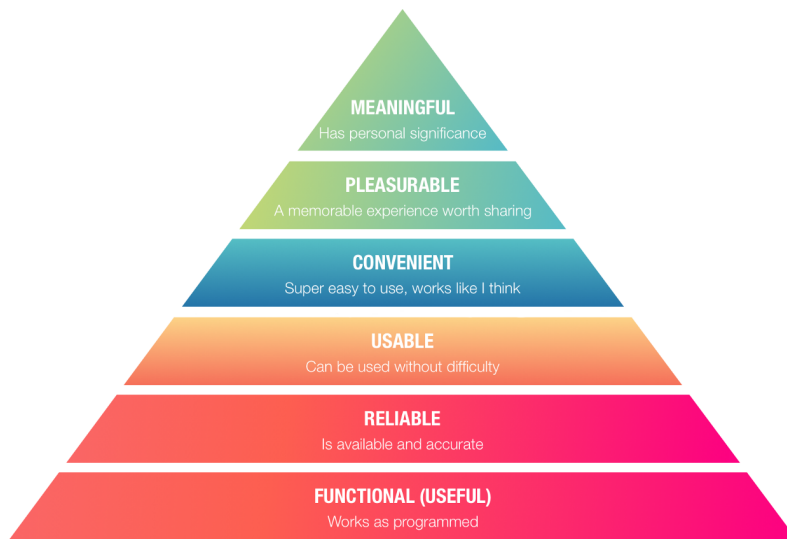 MEANINGFUL
Has personal significance
PLEASURABLE
A memorable experience worth sharing
CONVENIENT
Super easy to use, works like I think
USABLE
Can be used without difficulty
RELIABLE
Is available and accurate
FUNCTIONAL (USEFUL)
Works as programmed